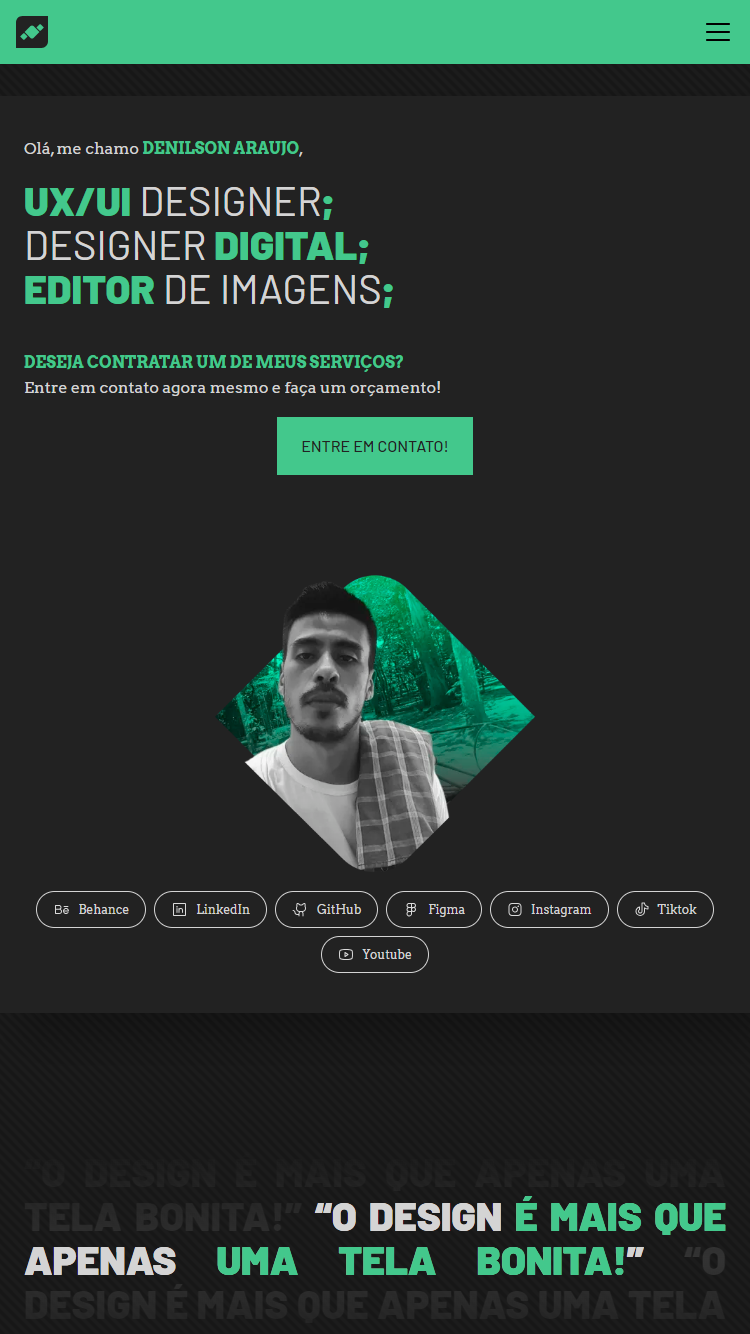 Olá, me chamo DENILSON ARAUJO,
UX/UI DESIGNER;
DESIGNER DIGITAL;
EDITOR DE IMAGENS;
DESEJA CONTRATAR UM DE MEUS SERVIÇOS?
Entre em contato agora mesmo e faça um orçamento!
ENTRE EM CONTATO!
Behance LinkedIn GitHub Figma Instagram Tiktok
Youtube
“O DESIGN É MAIS QUE APENAS UMA
TELA BONITA!” “O DESIGN É MAIS QUE
APENAS UMA TELA BONITA!” “O
DESIGN É MAIS QUE APENAS UMA TELA